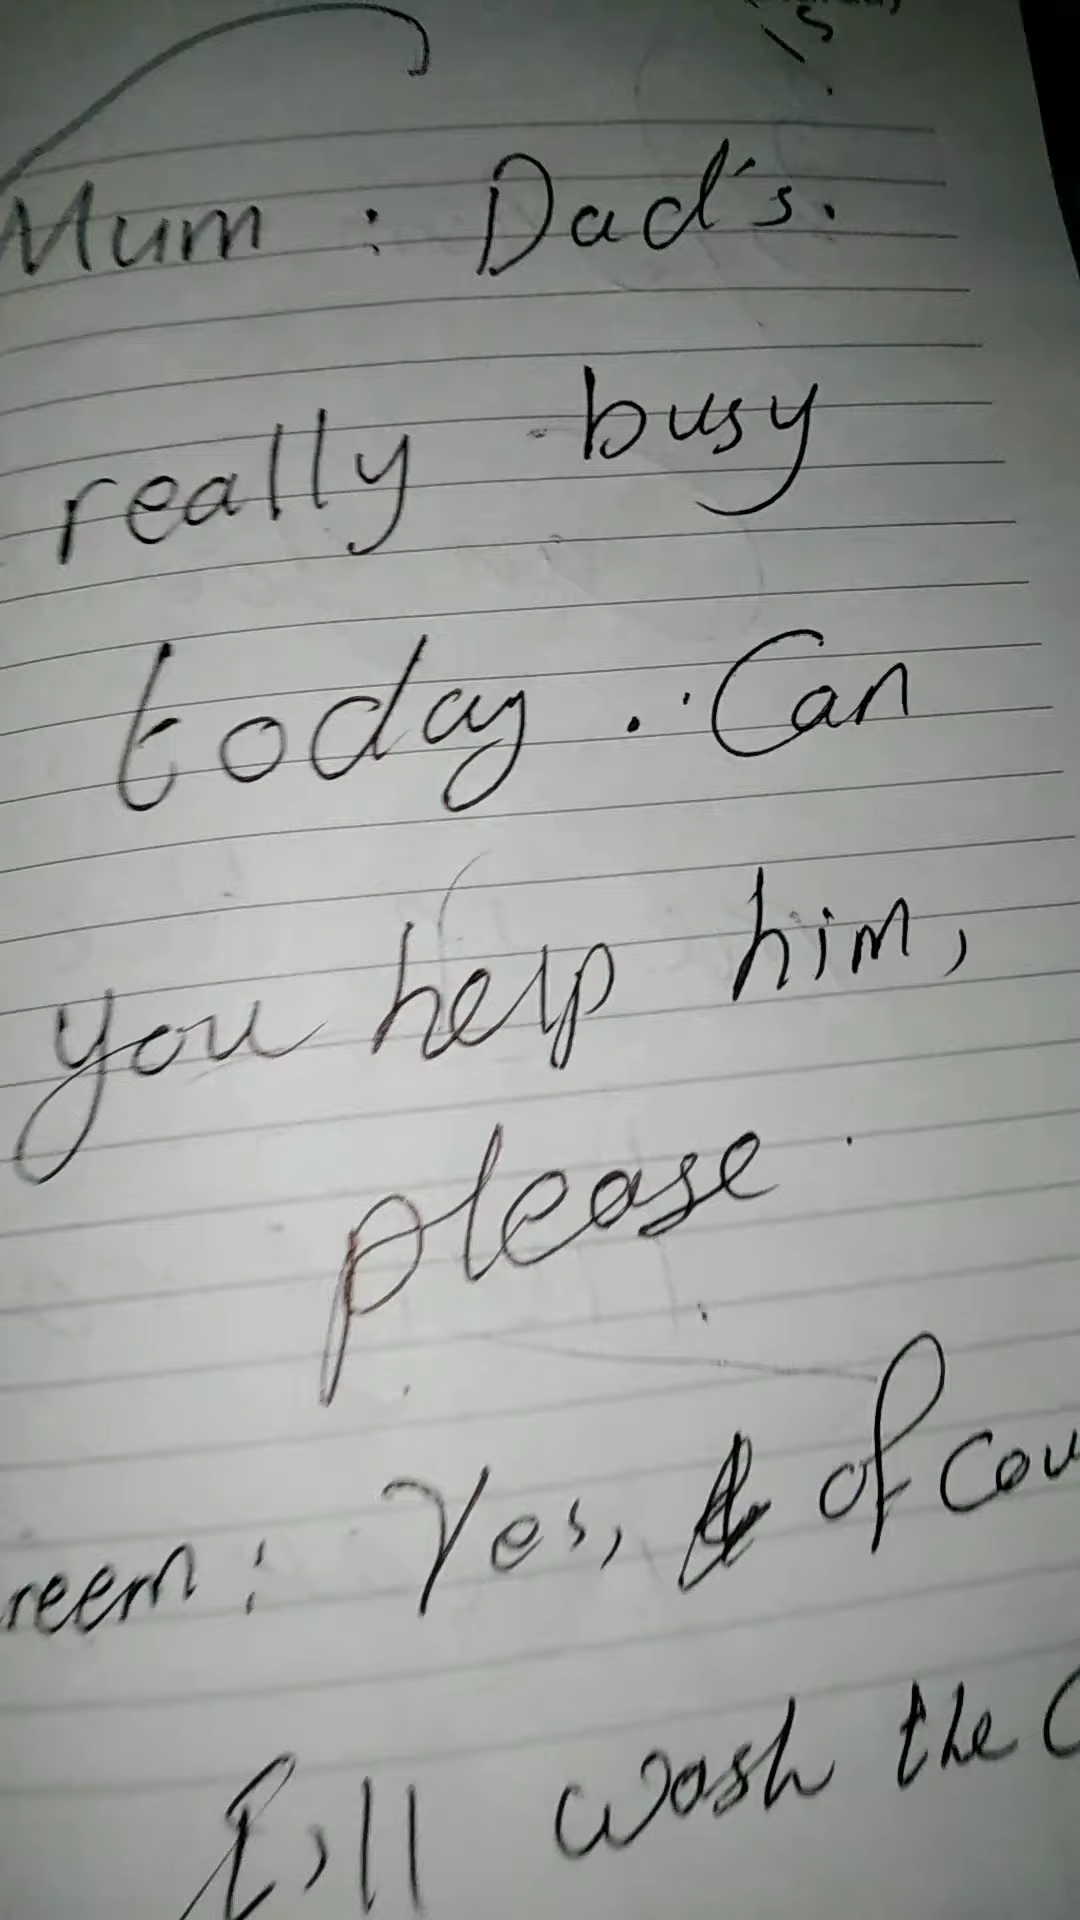 Mum : Dad's.
really busy
today . Can
you help him,
please.
reem : Yes, of cou
I'll wash the C